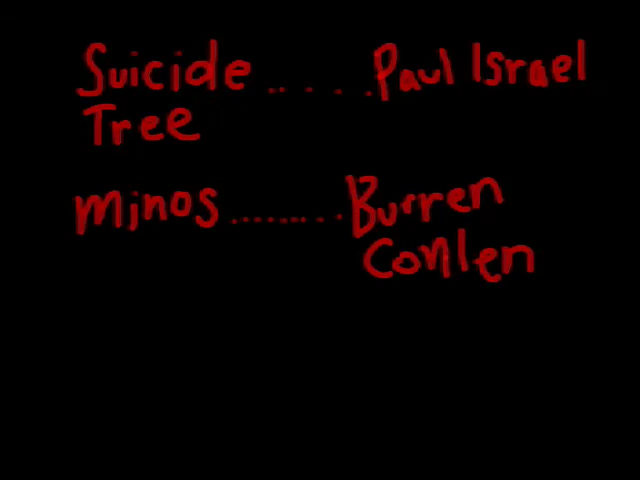 Suicide .. . . . Paul Israel
Tree
Minos ........ Burren
Conlen